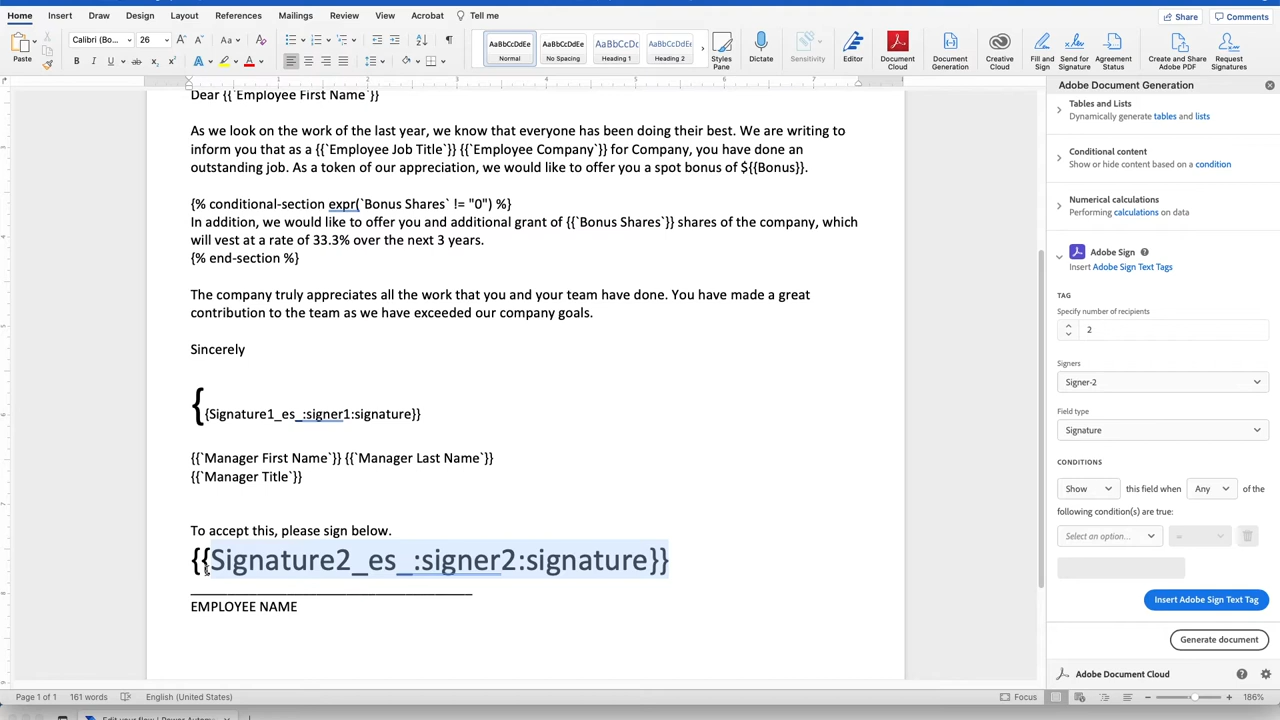 Home Insert Draw Design Layout References Mailings Review View Acrobat Tell me Share Comments
Paste Calibri (Bo... 26 Aa AaBbCcDdEe Normal AaBbCcDdEe No Spacing AaBbCcDc Heading 1 AaBbCcDdEe Heading 2 Styles Pane Dictate Sensitivity Editor Document Cloud Document Generation Creative Cloud Fill and Sign Send for Signature Agreement Status Create and Share Adobe PDF Request Signatures
Dear {{`Employee First Name`}}
As we look on the work of the last year, we know that everyone has been doing their best. We are writing to
inform you that as a {{`Employee Job Title`}} {{`Employee Company`}} for Company, you have done an
outstanding job. As a token of our appreciation, we would like to offer you a spot bonus of ${{Bonus}}.
{% conditional-section expr(`Bonus Shares` != "0") %}
In addition, we would like to offer you and additional grant of {{`Bonus Shares`}} shares of the company, which
will vest at a rate of 33.3% over the next 3 years.
{% end-section %}
The company truly appreciates all the work that you and your team have done. You have made a great
contribution to the team as we have exceeded our company goals.
Sincerely
{{Signature1_es_:signer1:signature}}
{{`Manager First Name`}} {{`Manager Last Name`}}
{{`Manager Title`}}
To accept this, please sign below.
{{Signature2_es_:signer2:signature}}
EMPLOYEE NAME
Adobe Document Generation
Tables and Lists
Dynamically generate tables and lists
Conditional content
Show or hide content based on a condition
Numerical calculations
Performing calculations on data
Adobe Sign
Insert Adobe Sign Text Tags
TAG
Specify number of recipients
2
Signers
Signer-2
Field type
Signature
CONDITIONS
Show this field when Any of the
following condition(s) are true:
Select an option... =
Insert Adobe Sign Text Tag
Generate document
Adobe Document Cloud
Page 1 of 1 161 words English (United States) Focus 186%
Edit your flow | Power Autom